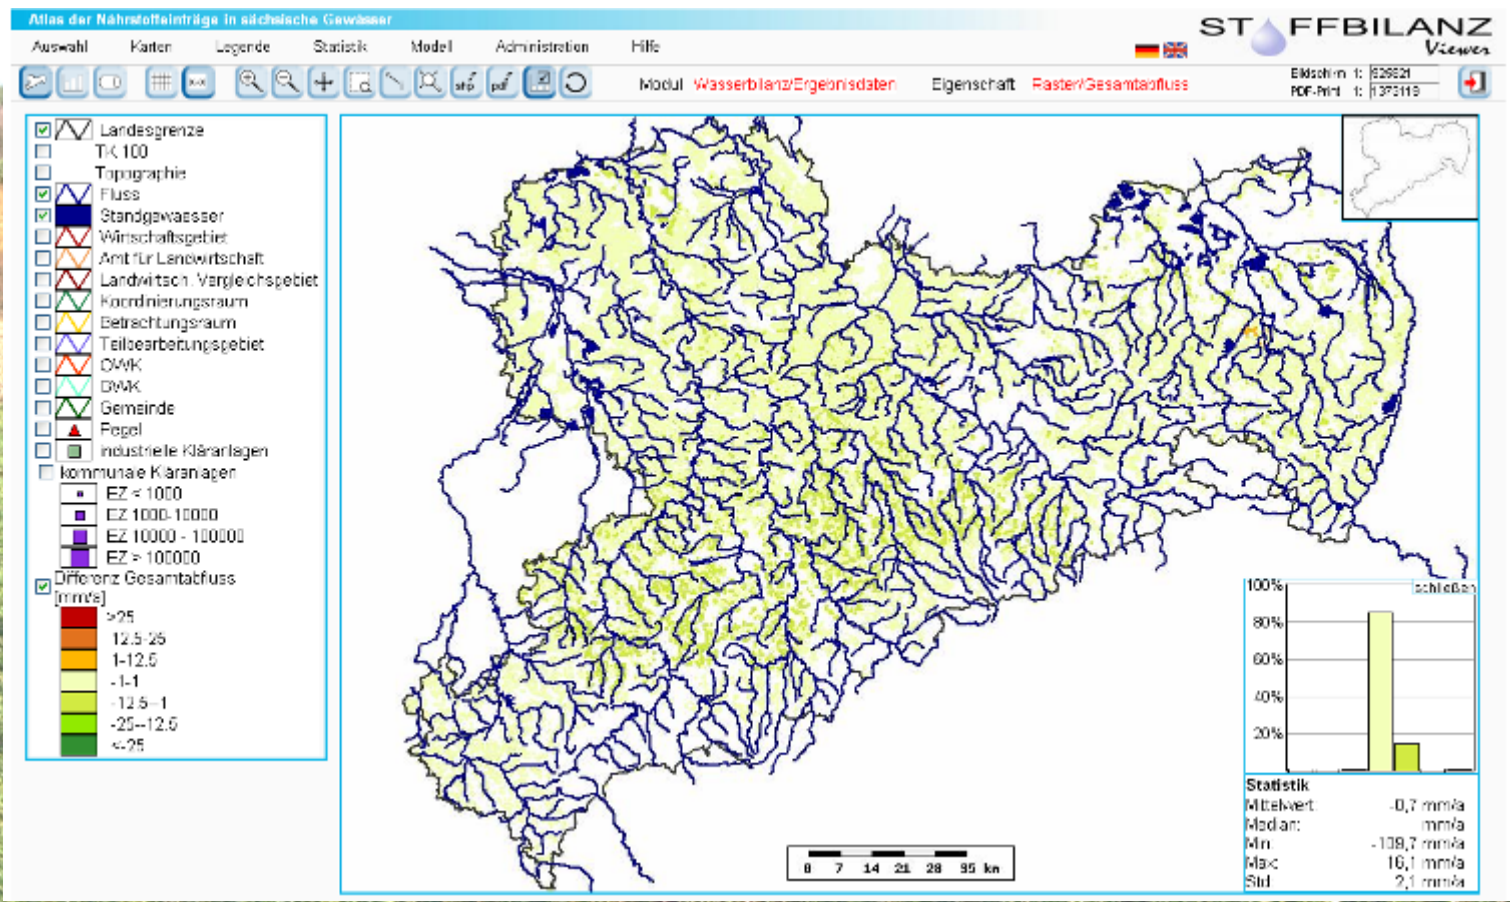 Atlas der Nährstoffeinträge in sächsische Gewässer
STOFFBILANZ
Viewer
Auswahl Karten Legende Statistik Modell Administration Hilfe
shp pdf
Modul Wasserbilanz/Ergebnisdaten Eigenschaft Raster/Gesamtabfluss
Bildschirm 1:
PDF-Print 1:
Landesgrenze
TK 100
Topographie
Fluss
Standgewaesser
Wirtschaftsgebiet
Amt für Landwirtschaft
Landwirtsch. Vergleichsgebiet
Koordinierungsraum
Betrachtungsraum
Teilbearbeitungsgebiet
OWK
GWK
Gemeinde
Pegel
industrielle Kläranlagen
kommunale Kläranlagen
EZ < 1000
EZ 1000-10000
EZ 10000 - 100000
EZ > 100000
Differenz Gesamtabfluss
[mm/a]
>25
12.5-25
1-12.5
-1-1
-12.5--1
-25--12.5
<-25
0 7 14 21 28 35 km
schließen
100%
80%
60%
40%
20%
Statistik
Mittelwert: -0,7 mm/a
Median: mm/a
Min: -109,7 mm/a
Max: 16,1 mm/a
Std: 2,1 mm/a